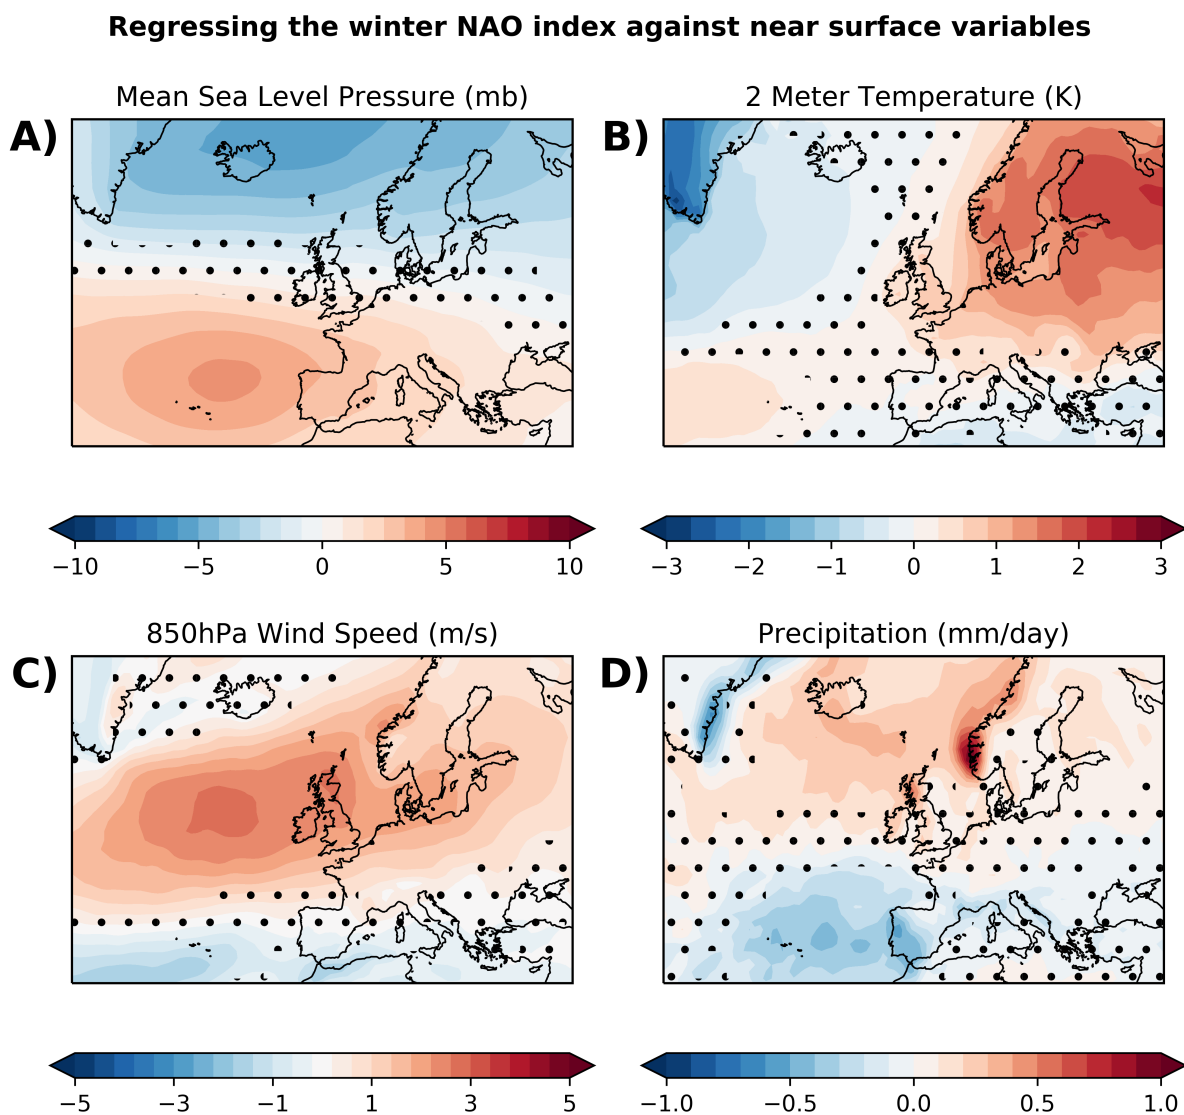 Regressing the winter NAO index against near surface variables
Mean Sea Level Pressure (mb)
2 Meter Temperature (K)
A)
B)
−10 −5 0 5 10
−3 −2 −1 0 1 2 3
850hPa Wind Speed (m/s)
Precipitation (mm/day)
C)
D)
−5 −3 −1 1 3 5
−1.0 −0.5 0.0 0.5 1.0